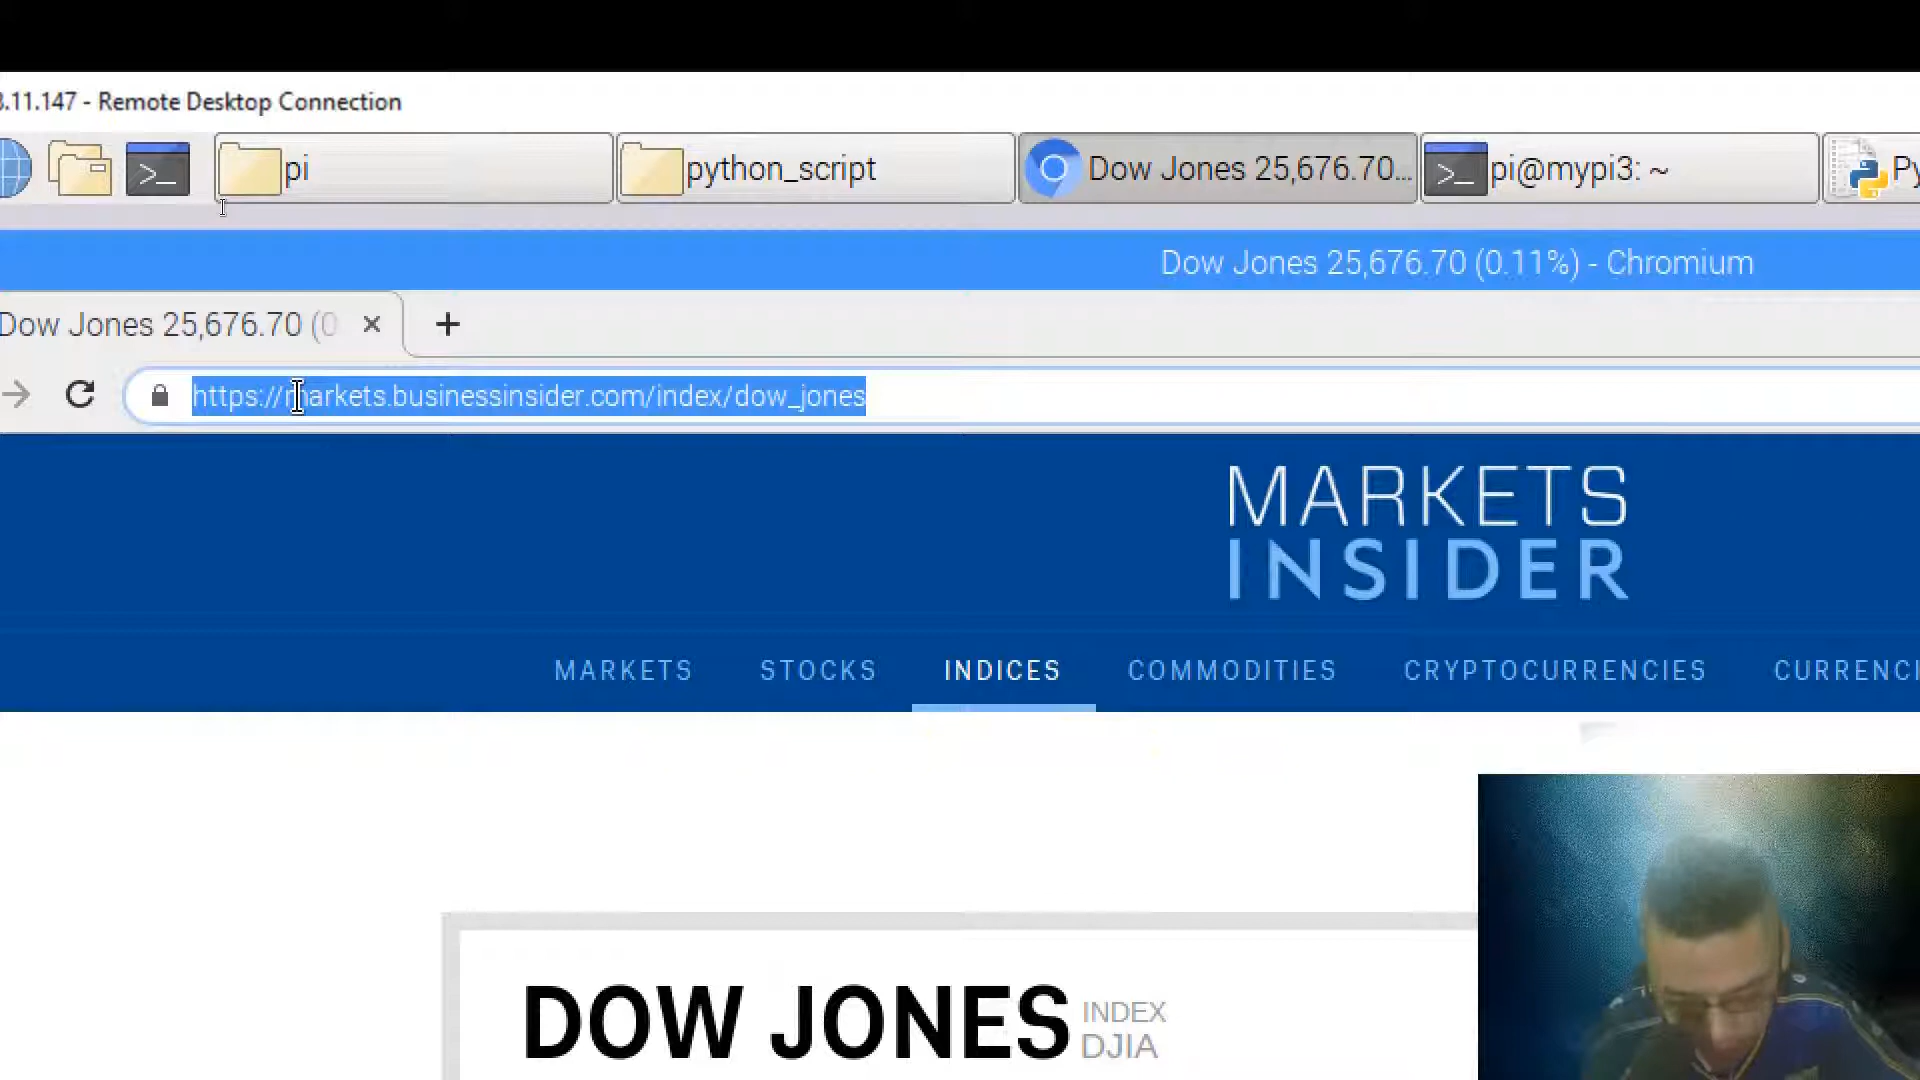 3.11.147 - Remote Desktop Connection
pi
python_script
Dow Jones 25,676.70...
pi@mypi3: ~
Dow Jones 25,676.70 (0.11%) - Chromium
Dow Jones 25,676.70 (0
https://markets.businessinsider.com/index/dow_jones
MARKETS
INSIDER
MARKETS STOCKS INDICES COMMODITIES CRYPTOCURRENCIES
DOW JONES INDEX
DJIA